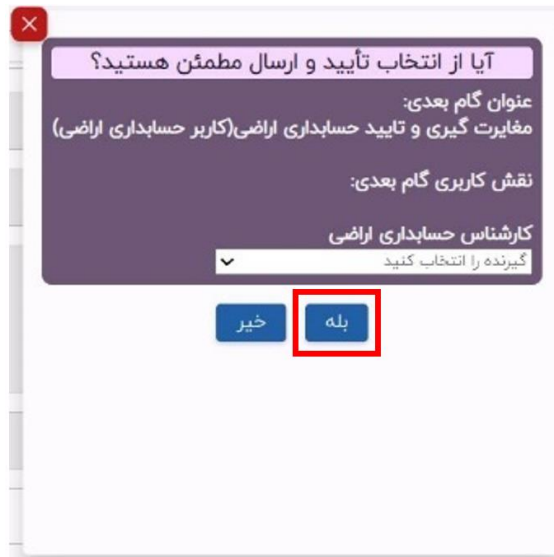 آیا از انتخاب تأیید و ارسال مطمئن هستید؟
عنوان گام بعدی:
مغایرت گیری و تایید حسابداری اراضی(کاربر حسابداری اراضی)
نقش کاربری گام بعدی:
کارشناس حسابداری اراضی
گیرنده را انتخاب کنید
بله
خیر